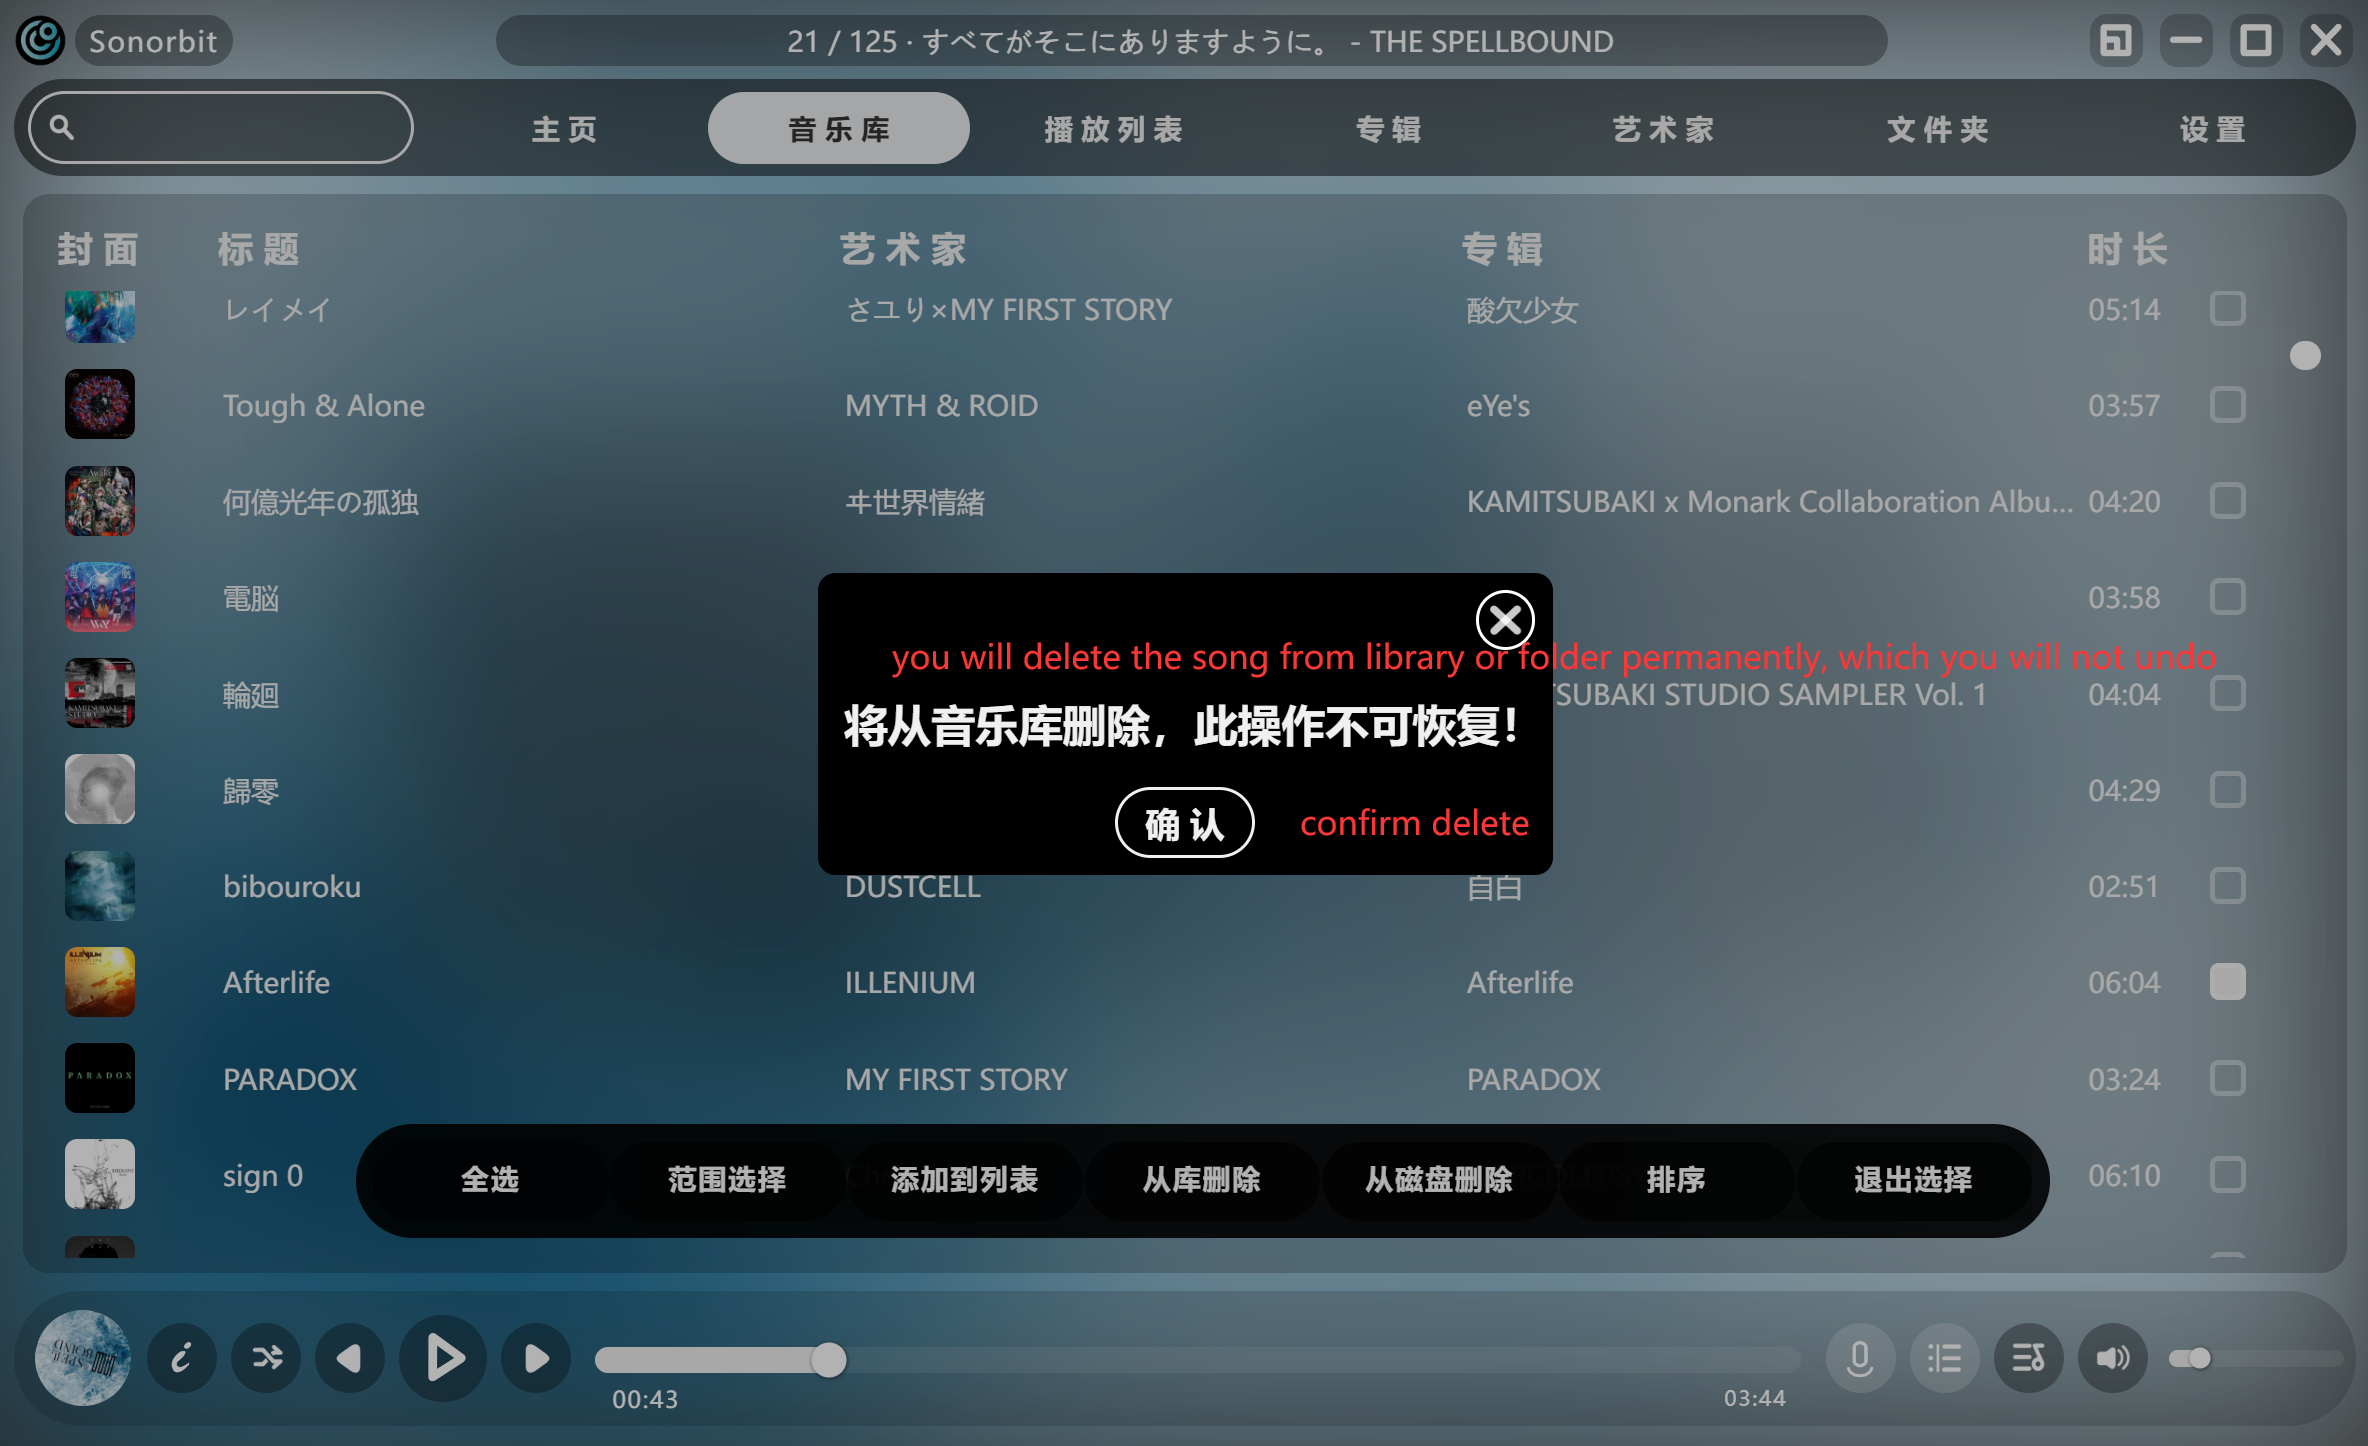 Sonorbit
21 / 125 · すべてがそこにありますように。 - THE SPELLBOUND
主页 音乐库 播放列表 专辑 艺术家 文件夹 设置
封面 标题 艺术家 专辑 时长
レイメイ さユり×MY FIRST STORY 酸欠少女 05:14
Tough & Alone MYTH & ROID eYe's 03:57
何億光年の孤独 ヰ世界情緒 KAMITSUBAKI x Monark Collaboration Albu... 04:20
電脳 03:58
you will delete the song from library or folder permanently, which you will not undo
輪廻 TSUBAKI STUDIO SAMPLER Vol. 1 04:04
将从音乐库删除，此操作不可恢复！
歸零 04:29
确认 confirm delete
bibouroku DUSTCELL 自白 02:51
Afterlife ILLENIUM Afterlife 06:04
PARADOX
PARADOX MY FIRST STORY PARADOX 03:24
sign 0 06:10
全选 范围选择 添加到列表 从库删除 从磁盘删除 排序 退出选择
00:43 03:44